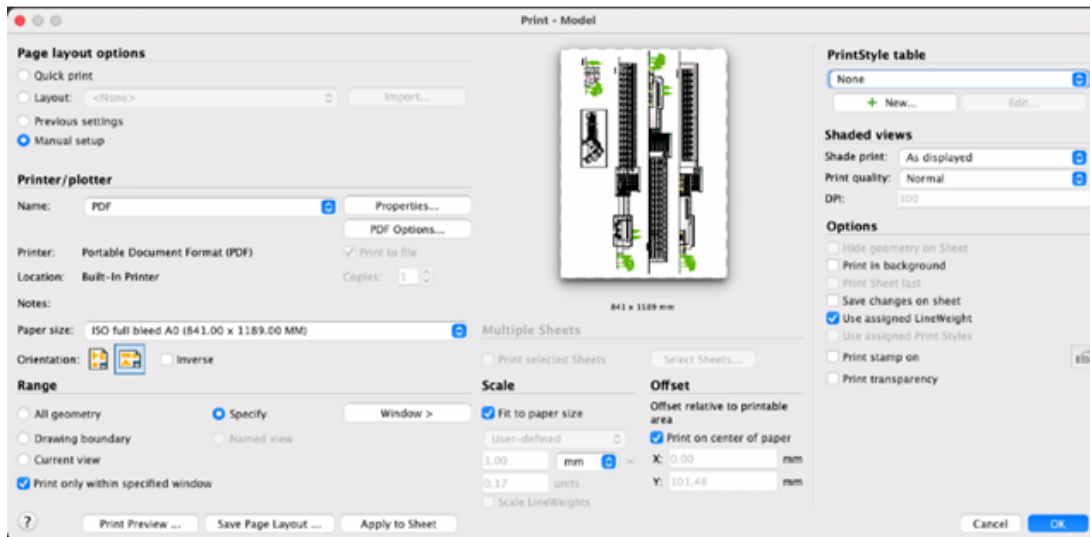 Print - Model
Page layout options
Quick print
Layout: <None> Import...
Previous settings
Manual setup
Printer/plotter
Name: PDF Properties...
PDF Options...
Printer: Portable Document Format (PDF) Print to file
Location: Built-In Printer Copies: 1
Notes:
Paper size: ISO full bleed A0 (841.00 x 1189.00 MM)
Orientation: Inverse
Range
All geometry Specify Window >
Drawing boundary Named view
Current view
Print only within specified window
841 x 1189 mm
Multiple Sheets
Print selected Sheets Select Sheets...
Scale
Fit to paper size
User-defined
1.00 mm =
0.17 units
Scale LineWeights
Offset
Offset relative to printable
area
Print on center of paper
X: 0.00 mm
Y: 101.46 mm
PrintStyle table
None
+ New... Edit...
Shaded views
Shade print: As displayed
Print quality: Normal
DPI: 300
Options
Hide geometry on Sheet
Print in background
Print Sheet last
Save changes on sheet
Use assigned LineWeight
Use assigned Print Styles
Print stamp on
Print transparency
? Print Preview ... Save Page Layout ... Apply to Sheet Cancel OK